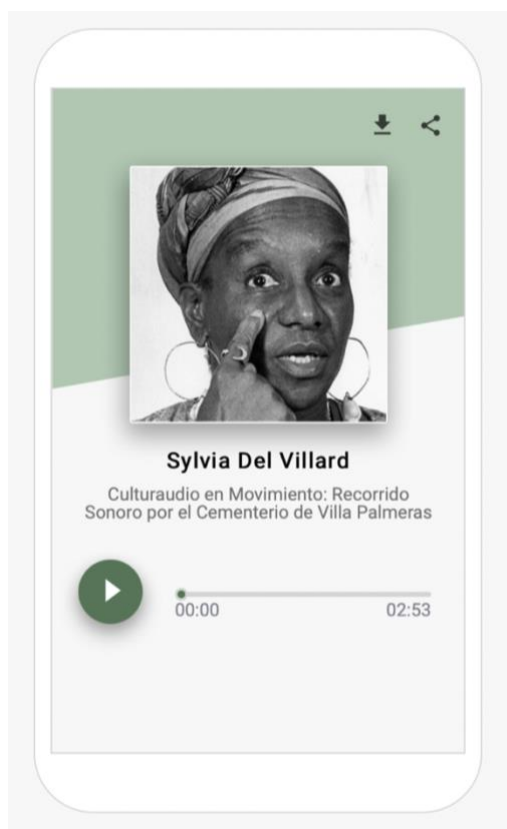 Sylvia Del Villard
Culturaudio en Movimiento: Recorrido
Sonoro por el Cementerio de Villa Palmeras
00:00 02:53